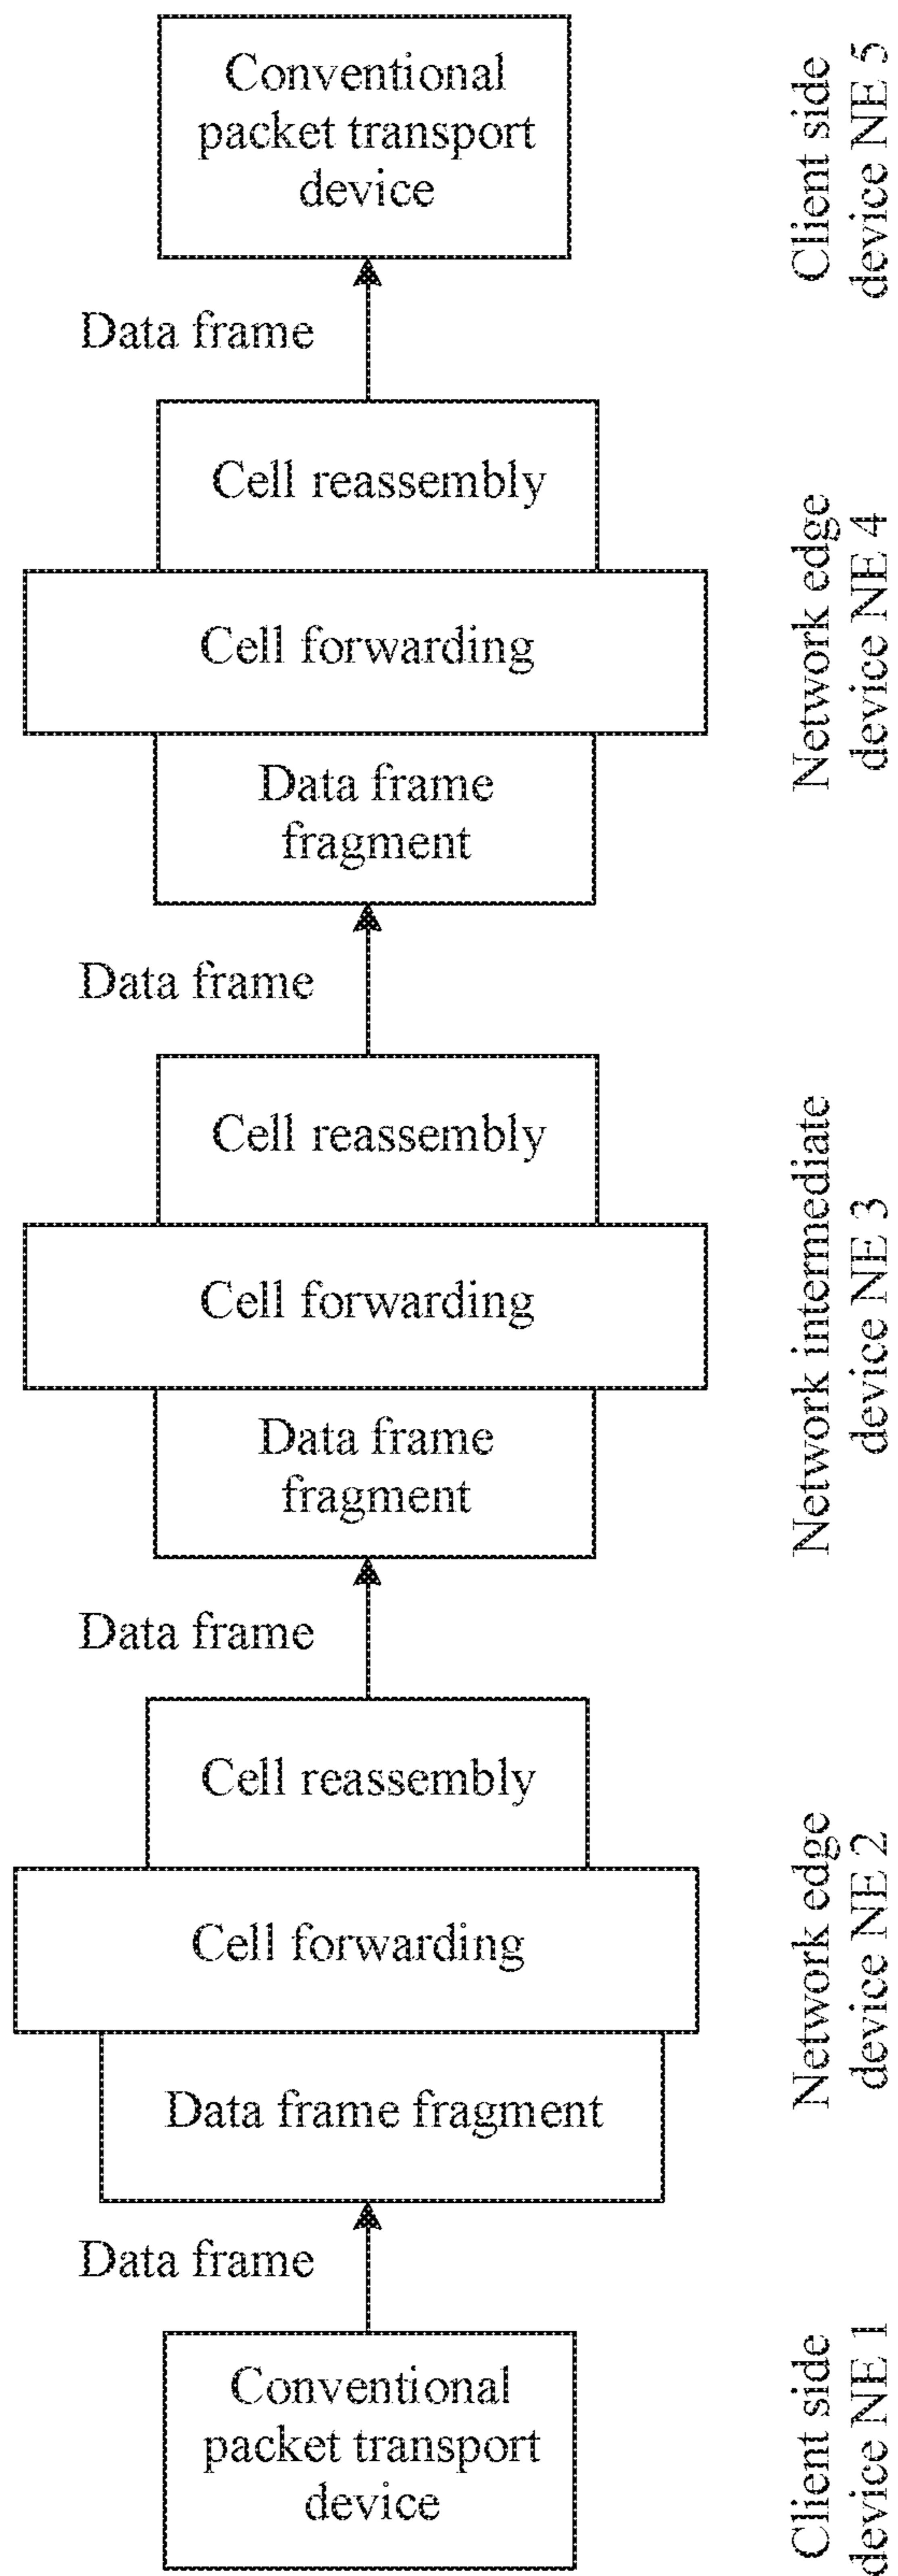 Conventional
packet transport
device
Client side
device NE 5
Data frame
Cell reassembly
Cell forwarding
Data frame
fragment
Network edge
device NE 4
Data frame
Cell reassembly
Cell forwarding
Data frame
fragment
Network intermediate
device NE 3
Data frame
Cell reassembly
Cell forwarding
Data frame fragment
Network edge
device NE 2
Data frame
Conventional
packet transport
device
Client side
device NE 1